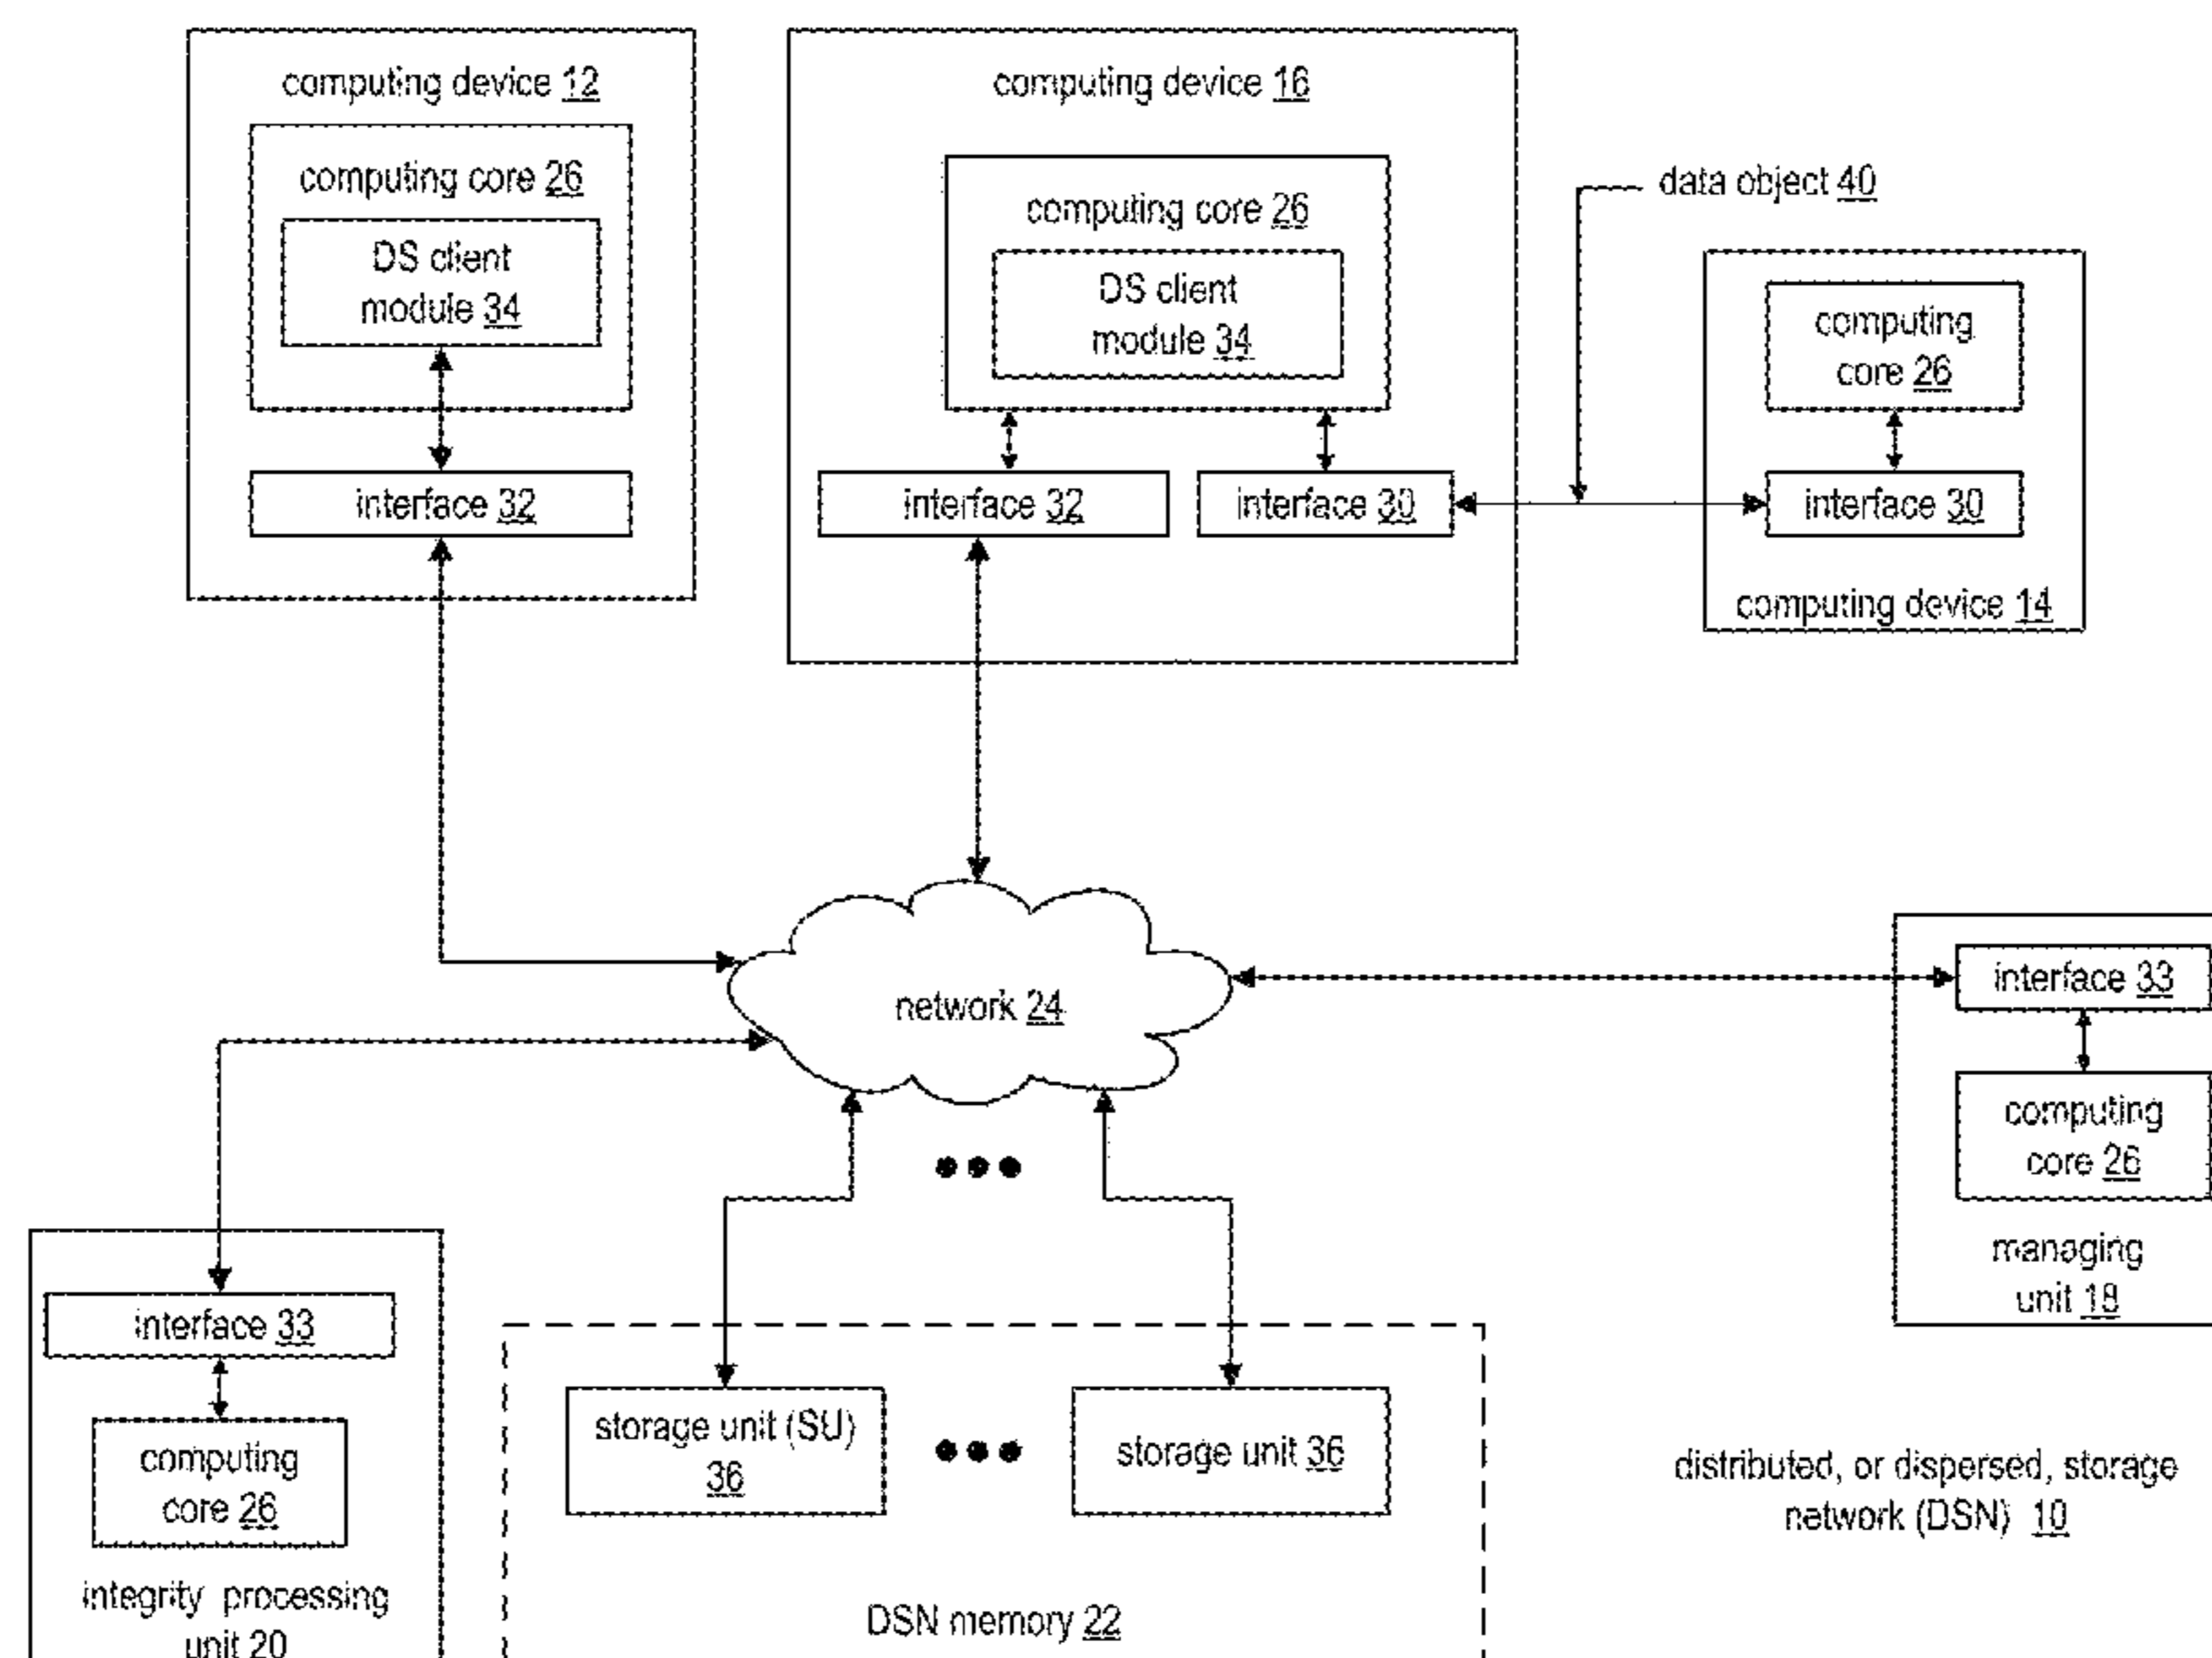 computing device 12
computing core 26
DS client
module 34
interface 32
computing device 16
computing core 26
DS client
module 34
interface 32
interface 30
data object 40
computing
core 26
interface 30
computing device 14
network 24
interface 33
computing
core 26
managing
unit 18
interface 33
computing
core 26
integrity processing
unit 20
storage unit (SU)
36
storage unit 36
DSN memory 22
distributed, or dispersed, storage
network (DSN) 10